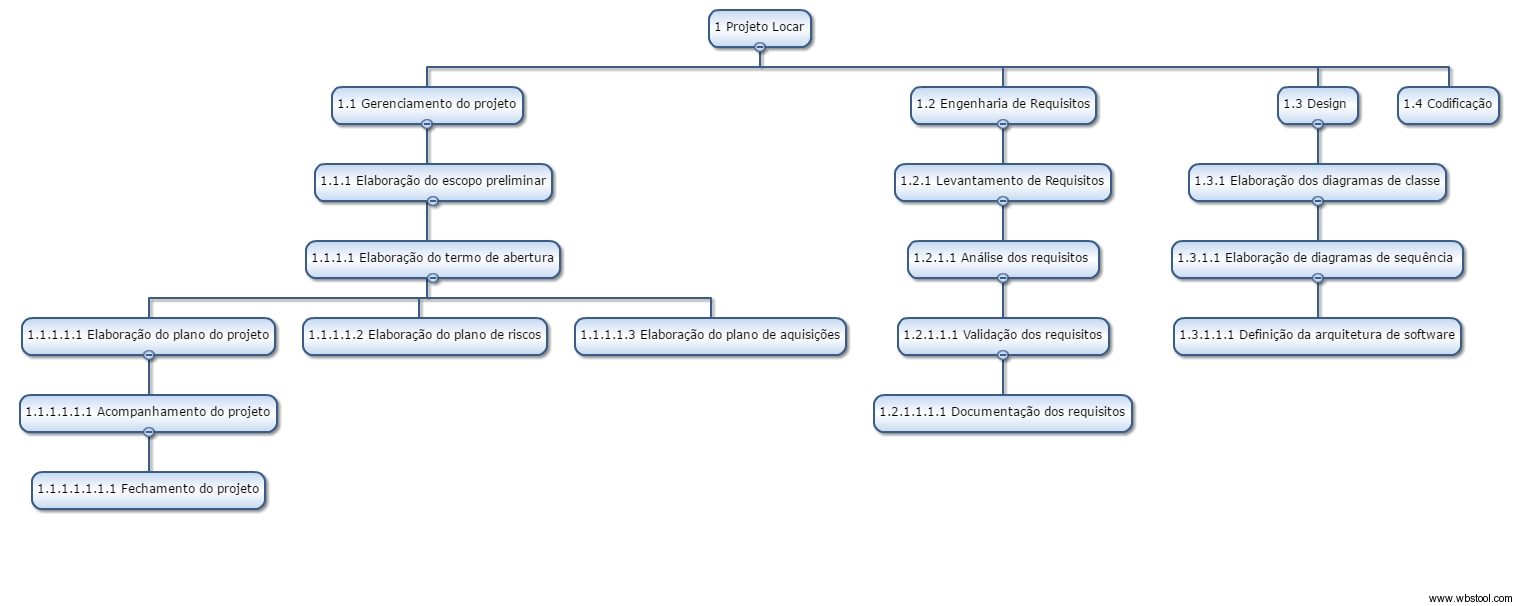 1 Projeto Locar
1.1 Gerenciamento do projeto
1.2 Engenharia de Requisitos
1.3 Design
1.4 Codificação
1.1.1 Elaboração do escopo preliminar
1.2.1 Levantamento de Requisitos
1.3.1 Elaboração dos diagramas de classe
1.1.1.1 Elaboração do termo de abertura
1.2.1.1 Análise dos requisitos
1.3.1.1 Elaboração de diagramas de sequência
1.1.1.1.1 Elaboração do plano do projeto
1.1.1.1.2 Elaboração do plano de riscos
1.1.1.1.3 Elaboração do plano de aquisições
1.2.1.1.1 Validação dos requisitos
1.3.1.1.1 Definição da arquitetura de software
1.1.1.1.1.1 Acompanhamento do projeto
1.2.1.1.1.1 Documentação dos requisitos
1.1.1.1.1.1.1 Fechamento do projeto
www.wbstool.com